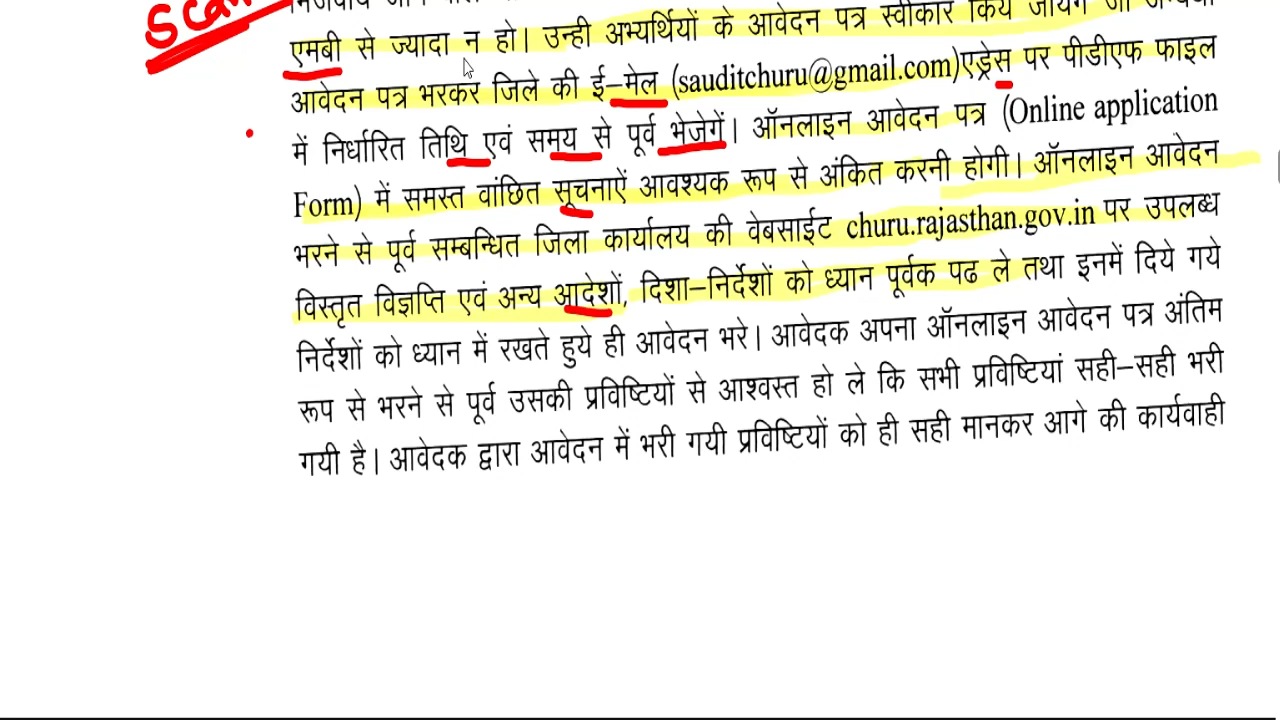 Scan
एमबी से ज्यादा न हो। उन्ही अभ्यर्थियों के आवेदन पत्र स्वीकार किये जायेंगे जो
आवेदन पत्र भरकर जिले की ई–मेल (sauditchuru@gmail.com)एड्रेस पर पीडीएफ फाइल
में निर्धारित तिथि एवं समय से पूर्व भेजेगें। ऑनलाइन आवेदन पत्र (Online application
Form) में समस्त वांछित सूचनाऐं आवश्यक रूप से अंकित करनी होगी। ऑनलाइन आवेदन
भरने से पूर्व सम्बन्धित जिला कार्यालय की वेबसाईट churu.rajasthan.gov.in पर उपलब्ध
विस्तृत विज्ञप्ति एवं अन्य आदेशों, दिशा–निर्देशों को ध्यान पूर्वक पढ ले तथा इनमें दिये गये
निर्देशों को ध्यान में रखते हुये ही आवेदन भरे। आवेदक अपना ऑनलाइन आवेदन पत्र अंतिम
रूप से भरने से पूर्व उसकी प्रविष्टियों से आश्वस्त हो ले कि सभी प्रविष्टियां सही–सही भरी
गयी है। आवेदक द्वारा आवेदन में भरी गयी प्रविष्टियों को ही सही मानकर आगे की कार्यवाही